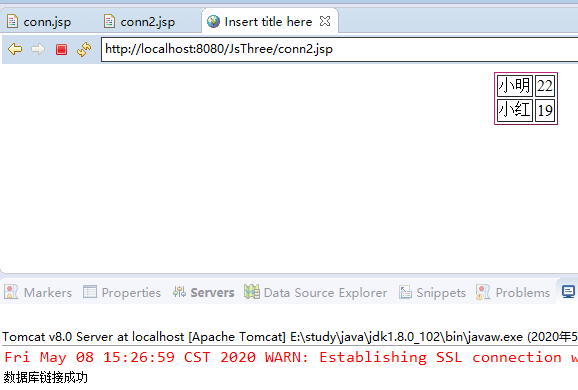 conn.jsp conn2.jsp Insert title here
http://localhost:8080/JsThree/conn2.jsp
小明 22
小红 19
Markers Properties Servers Data Source Explorer Snippets Problems
Tomcat v8.0 Server at localhost [Apache Tomcat] E:\study\java\jdk1.8.0_102\bin\javaw.exe (2020年5
Fri May 08 15:26:59 CST 2020 WARN: Establishing SSL connection w
数据库链接成功